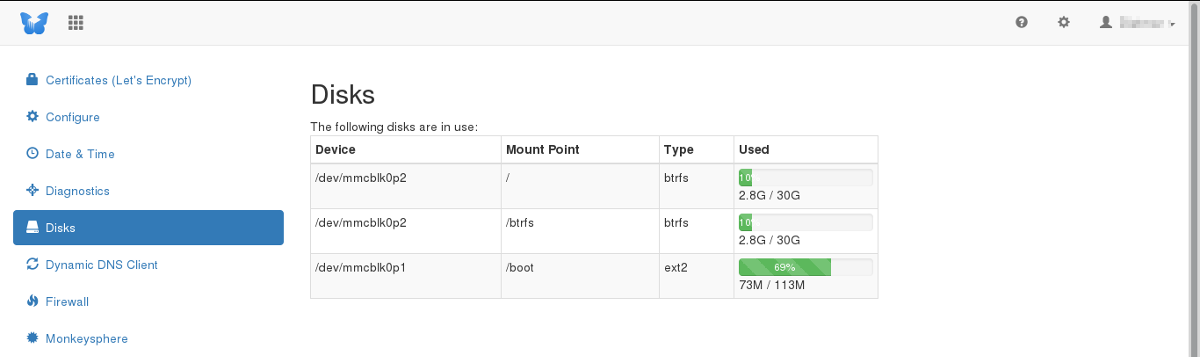 Certificates (Let's Encrypt)
Configure
Date & Time
Diagnostics
Disks
Dynamic DNS Client
Firewall
Monkeysphere
Disks
The following disks are in use:
Device Mount Point Type Used
/dev/mmcblk0p2 / btrfs 10%
2.8G / 30G
/dev/mmcblk0p2 /btrfs btrfs 10%
2.8G / 30G
/dev/mmcblk0p1 /boot ext2 69%
73M / 113M